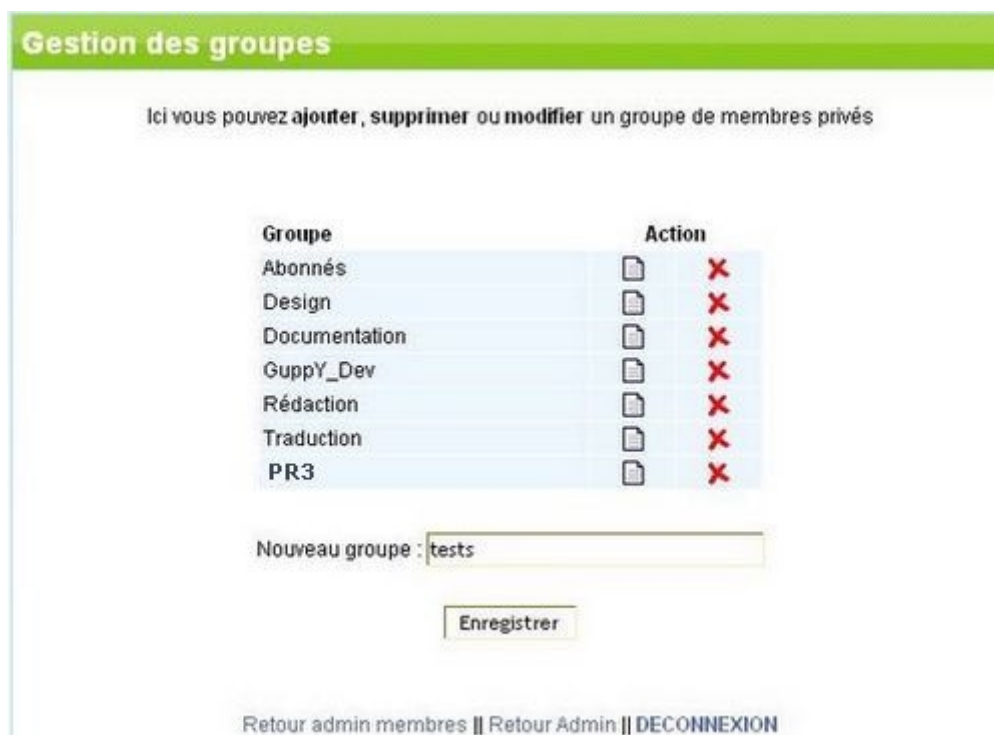 Gestion des groupes
Ici vous pouvez ajouter, supprimer ou modifier un groupe de membres privés
Groupe Action
Abonnés
Design
Documentation
GuppY_Dev
Rédaction
Traduction
PR3
Nouveau groupe : tests
Enregistrer
Retour admin membres || Retour Admin || DECONNEXION